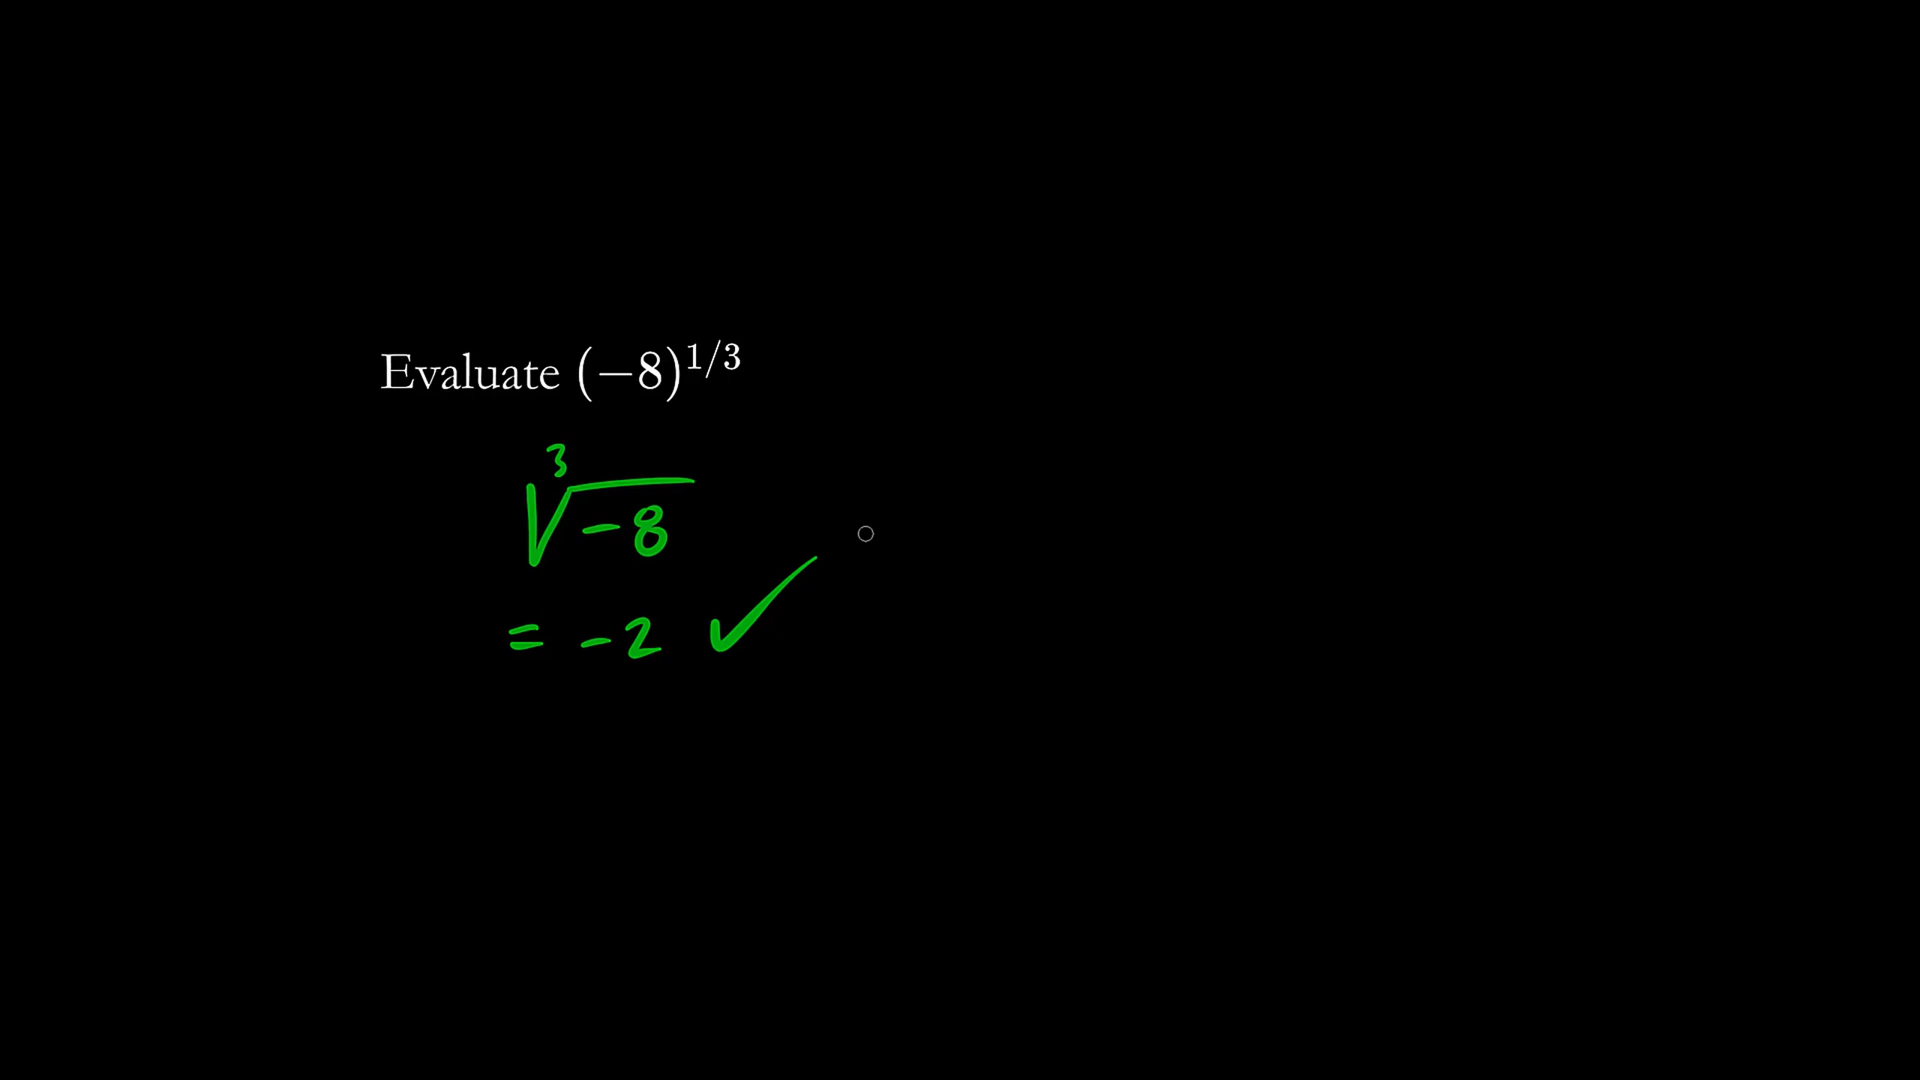 Evaluate (−8)^{1/3}
∛-8
= -2 ✓